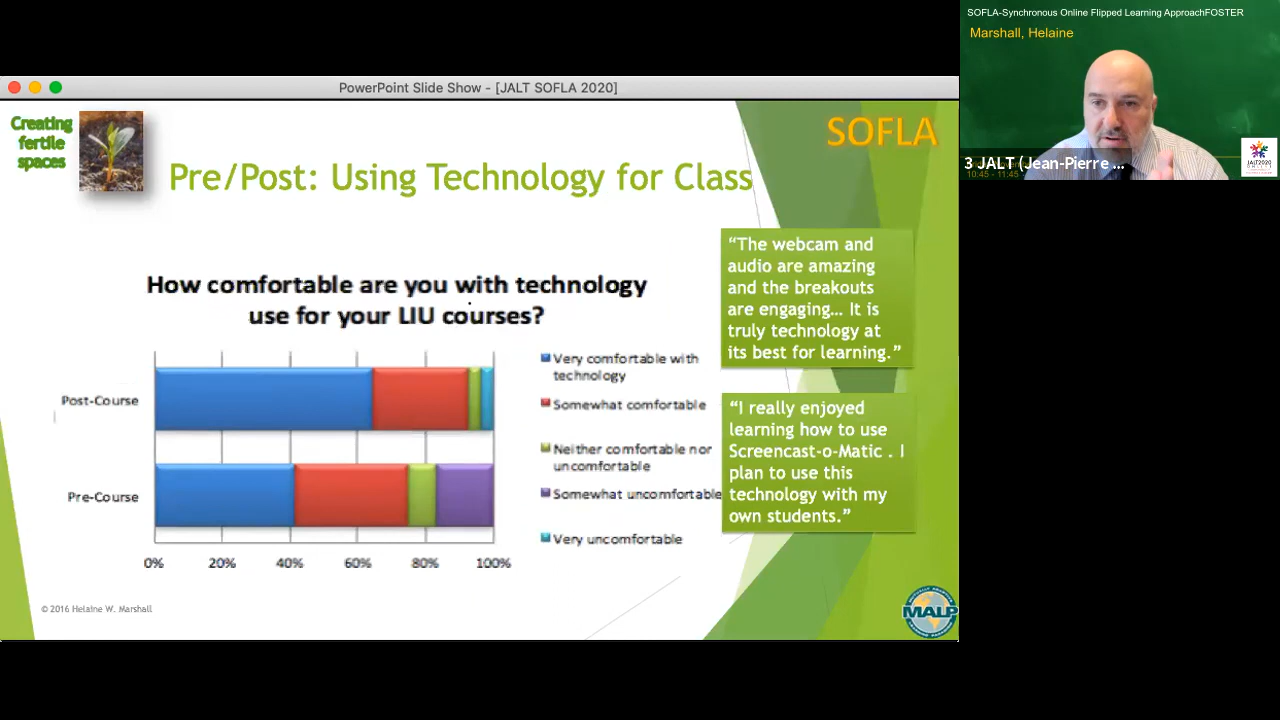 SOFLA-Synchronous Online Flipped Learning ApproachFOSTER
Marshall, Helaine
3 JALT (Jean-Pierre ...
10:45 - 11:45
JALT2020
PowerPoint Slide Show - [JALT SOFLA 2020]
Creating
fertile
spaces
SOFLA
Pre/Post: Using Technology for Class
How comfortable are you with technology
use for your LIU courses?
Post-Course
Pre-Course
0% 20% 40% 60% 80% 100%
Very comfortable with
technology
Somewhat comfortable
Neither comfortable nor
uncomfortable
Somewhat uncomfortable
Very uncomfortable
“The webcam and
audio are amazing
and the breakouts
are engaging… It is
truly technology at
its best for learning.”
“I really enjoyed
learning how to use
Screencast-o-Matic . I
plan to use this
technology with my
own students.”
© 2016 Helaine W. Marshall
MALP